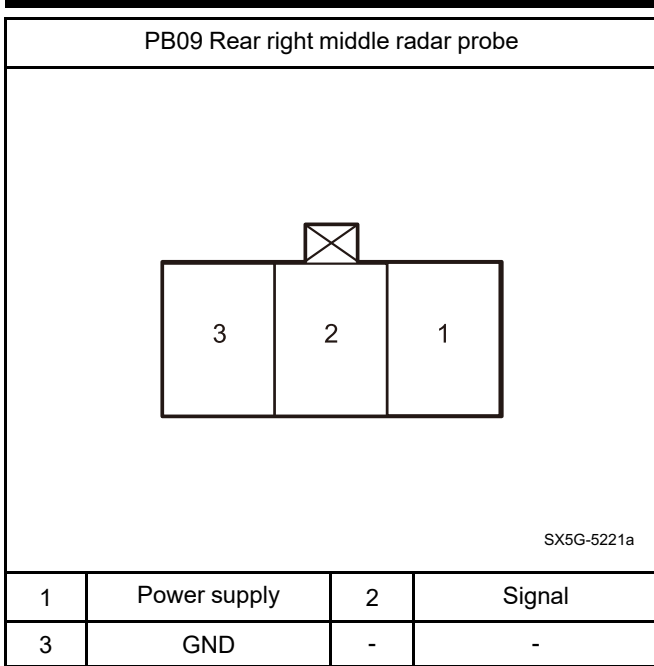 PB09 Rear right middle radar probe
3 2 1
SX5G-5221a
1 Power supply 2 Signal
3 GND - -